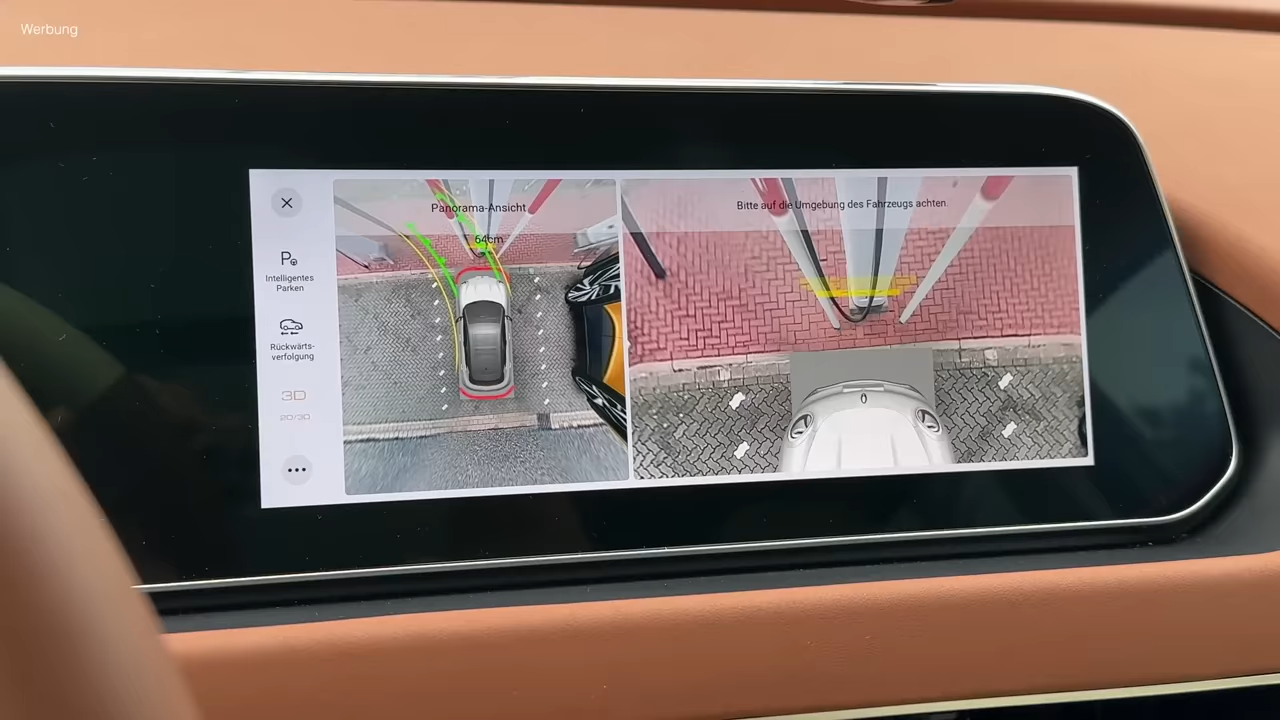 Werbung
Panorama-Ansicht
64cm
Bitte auf die Umgebung des Fahrzeugs achten.
Intelligentes
Parken
Rückwärts-
verfolgung
3D
2D/3D